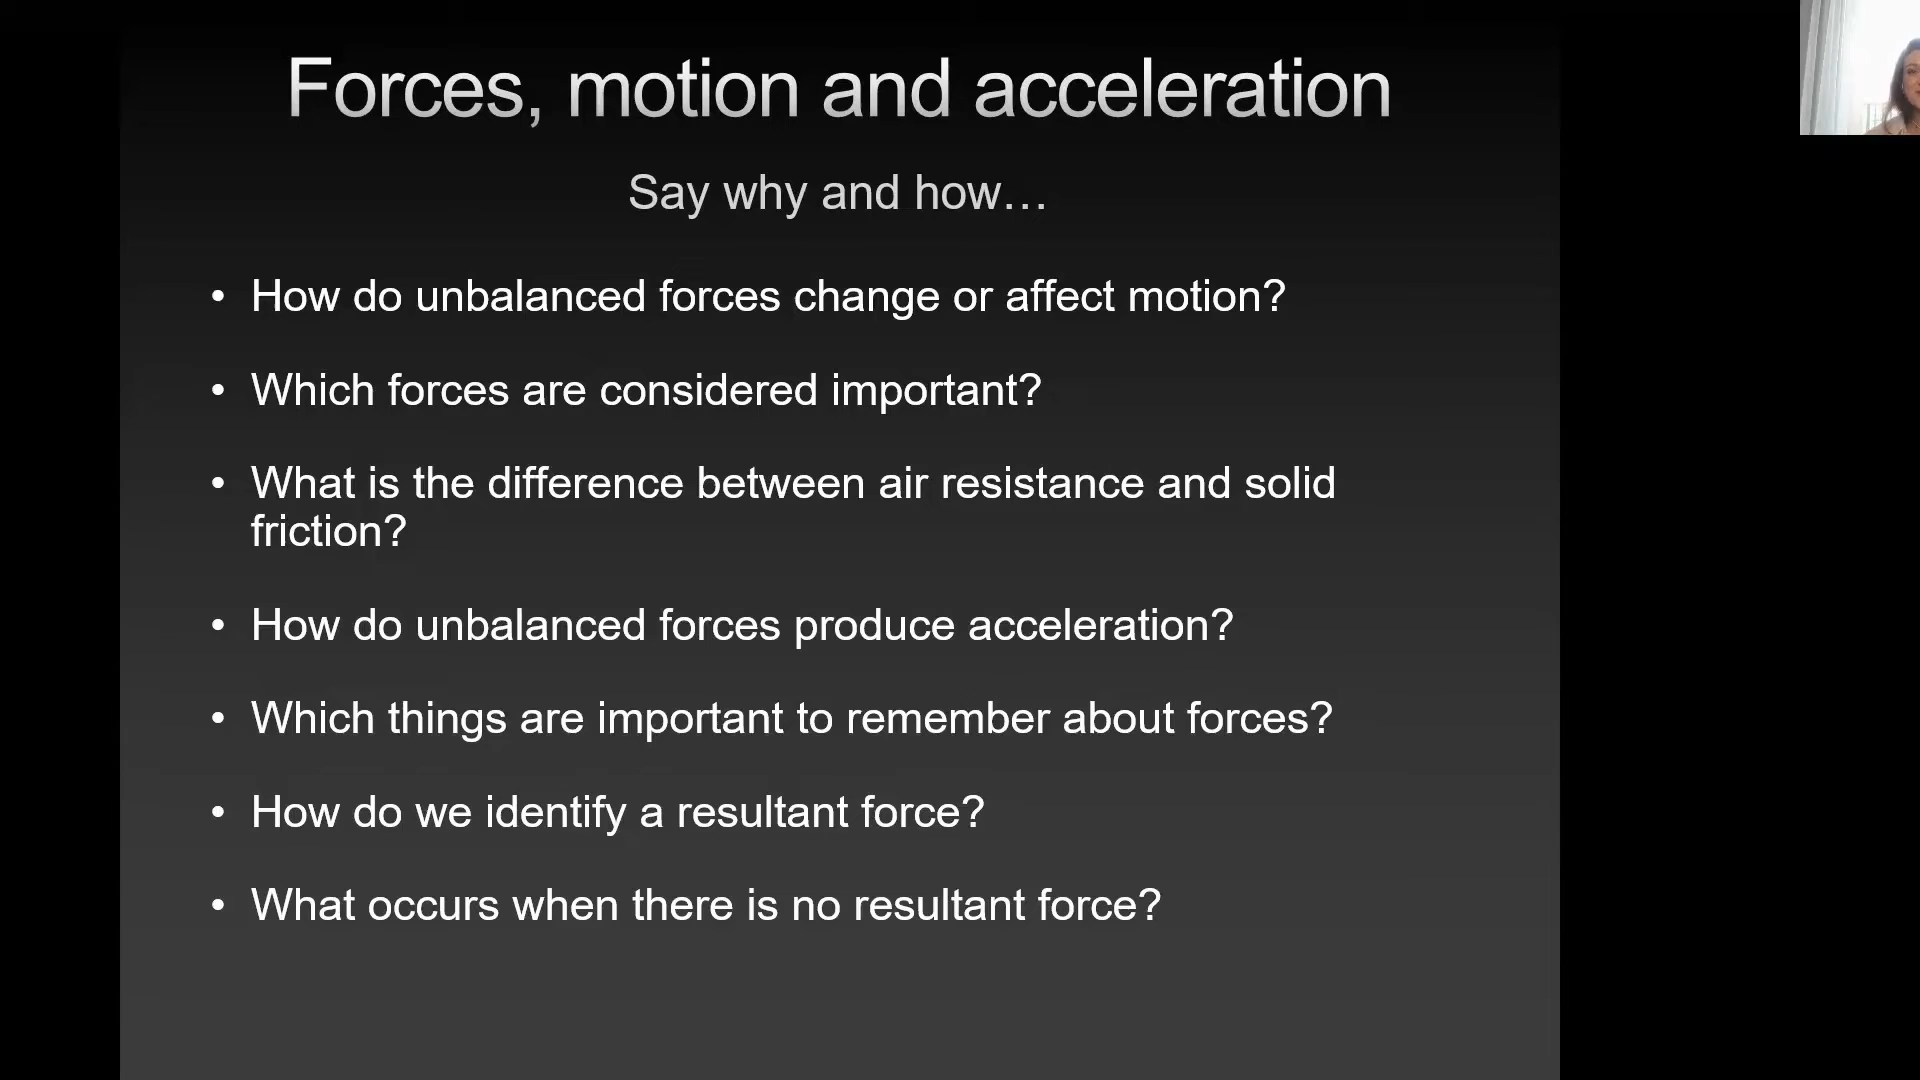 Forces, motion and acceleration
Say why and how…
• How do unbalanced forces change or affect motion?
• Which forces are considered important?
• What is the difference between air resistance and solid
friction?
• How do unbalanced forces produce acceleration?
• Which things are important to remember about forces?
• How do we identify a resultant force?
• What occurs when there is no resultant force?